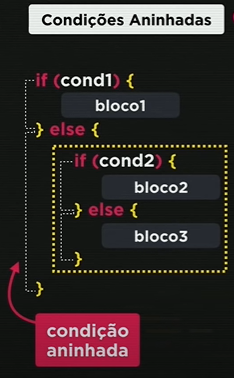 Condições Aninhadas
if (cond1) {
bloco1
} else {
if (cond2) {
bloco2
} else {
bloco3
}
}
condição
aninhada